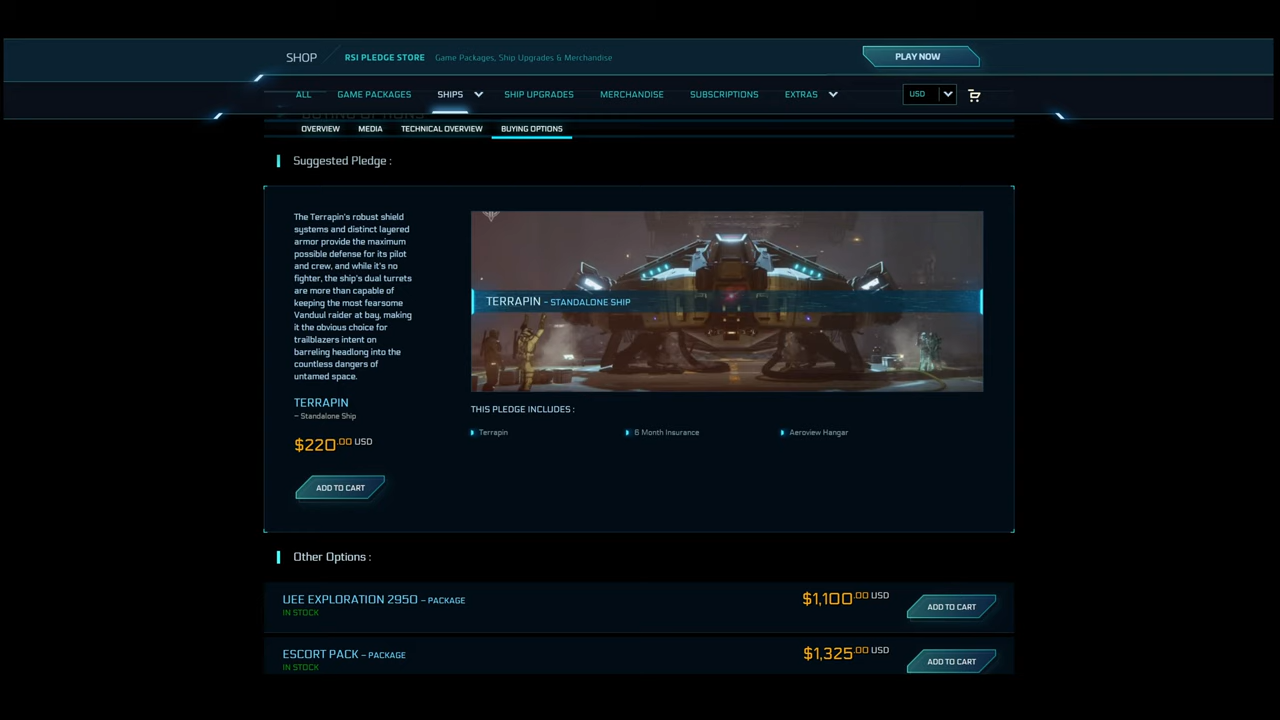 SHOP
RSI PLEDGE STORE
Game Packages, Ship Upgrades & Merchandise
PLAY NOW
ALL
GAME PACKAGES
SHIPS
SHIP UPGRADES
MERCHANDISE
SUBSCRIPTIONS
EXTRAS
USD
BUYING OPTIONS
OVERVIEW
MEDIA
TECHNICAL OVERVIEW
BUYING OPTIONS
Suggested Pledge :
The Terrapin's robust shield
systems and distinct layered
armor provide the maximum
possible defense for its pilot
and crew, and while it's no
fighter, the ship's dual turrets
are more than capable of
keeping the most fearsome
Vanduul raider at bay, making
it the obvious choice for
trailblazers intent on
barreling headlong into the
countless dangers of
untamed space.
TERRAPIN
– Standalone Ship
$220.00 USD
ADD TO CART
TERRAPIN – STANDALONE SHIP
THIS PLEDGE INCLUDES :
Terrapin
6 Month Insurance
Aeroview Hangar
Other Options :
UEE EXPLORATION 2950 – PACKAGE
IN STOCK
$1,100.00 USD
ADD TO CART
ESCORT PACK – PACKAGE
IN STOCK
$1,325.00 USD
ADD TO CART